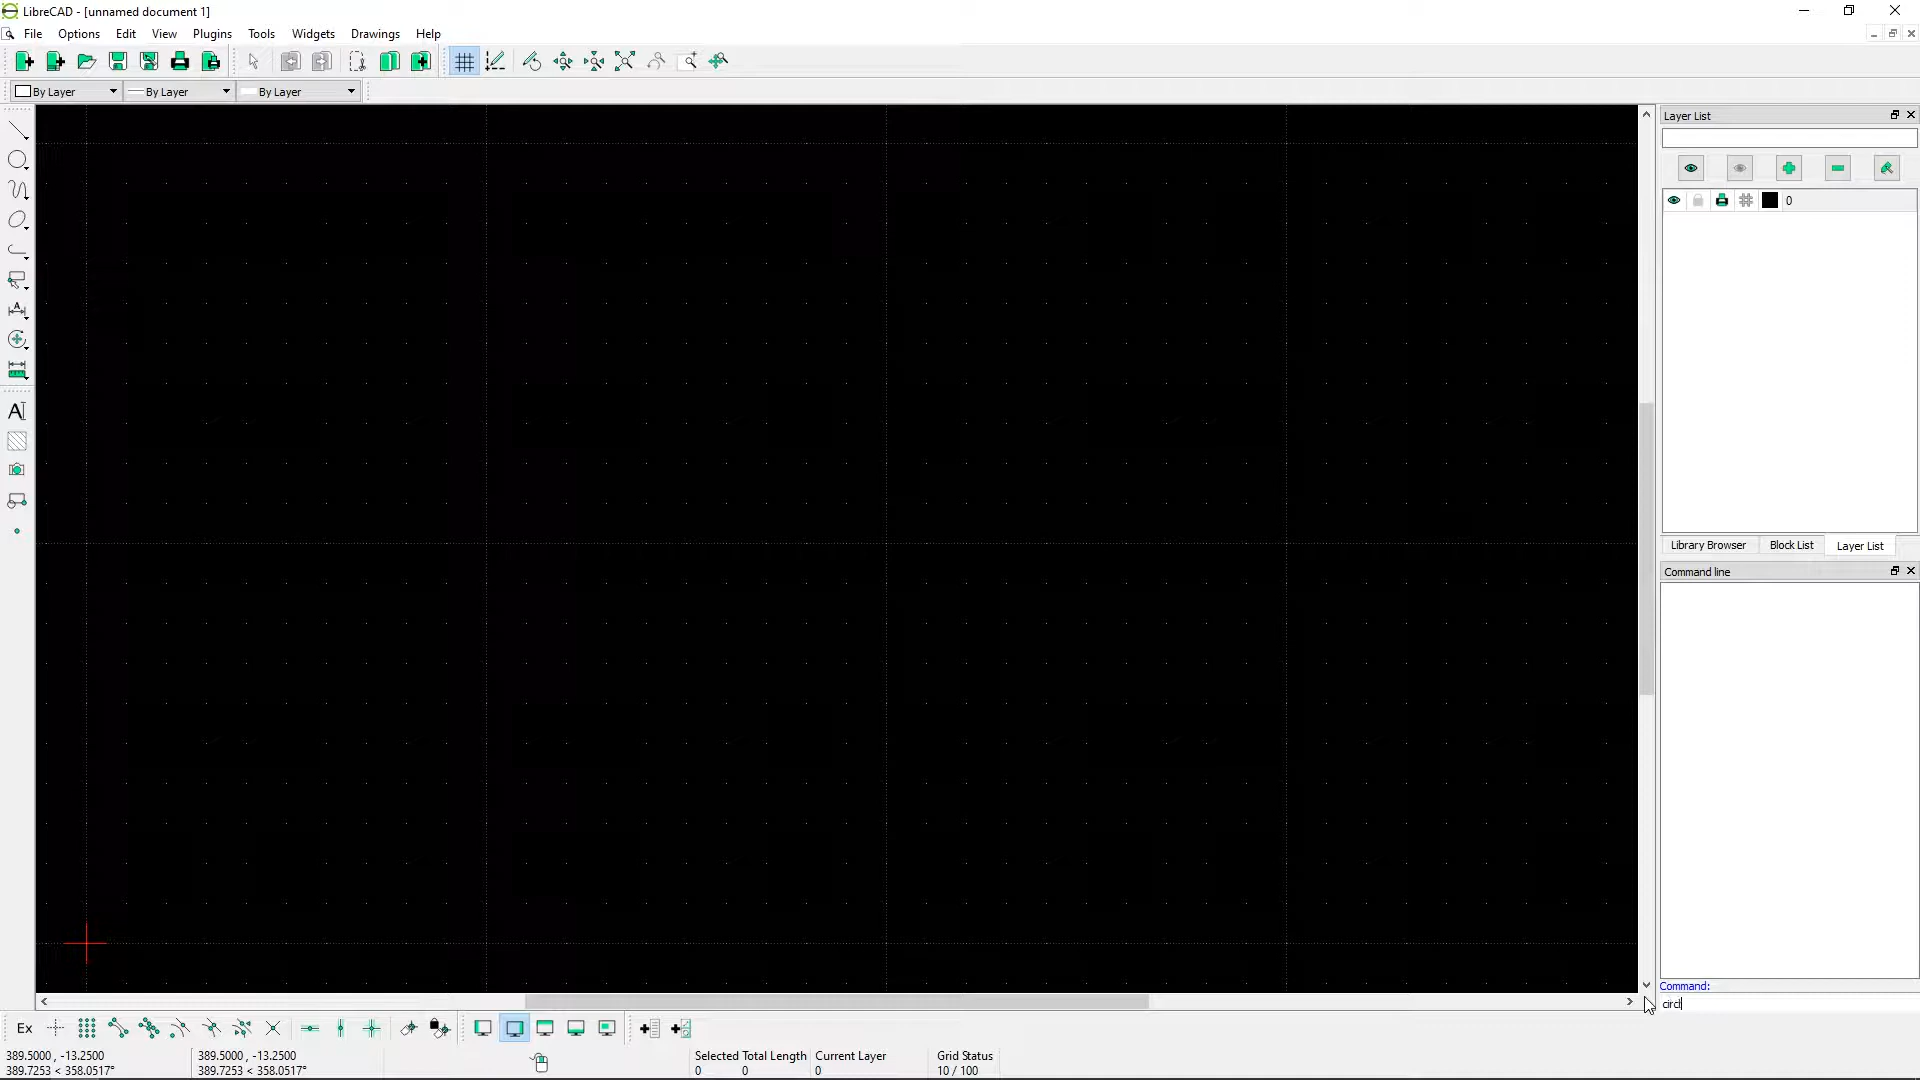 LibreCAD - [unnamed document 1]
File Options Edit View Plugins Tools Widgets Drawings Help
By Layer By Layer By Layer
Layer List
0
A
Library Browser Block List Layer List
Command line
Command:
circl
Ex
389.5000 , -13.2500 389.5000 , -13.2500 Selected Total Length Current Layer Grid Status
389.7253 < 358.0517° 389.7253 < 358.0517° 0 0 0 10 / 100